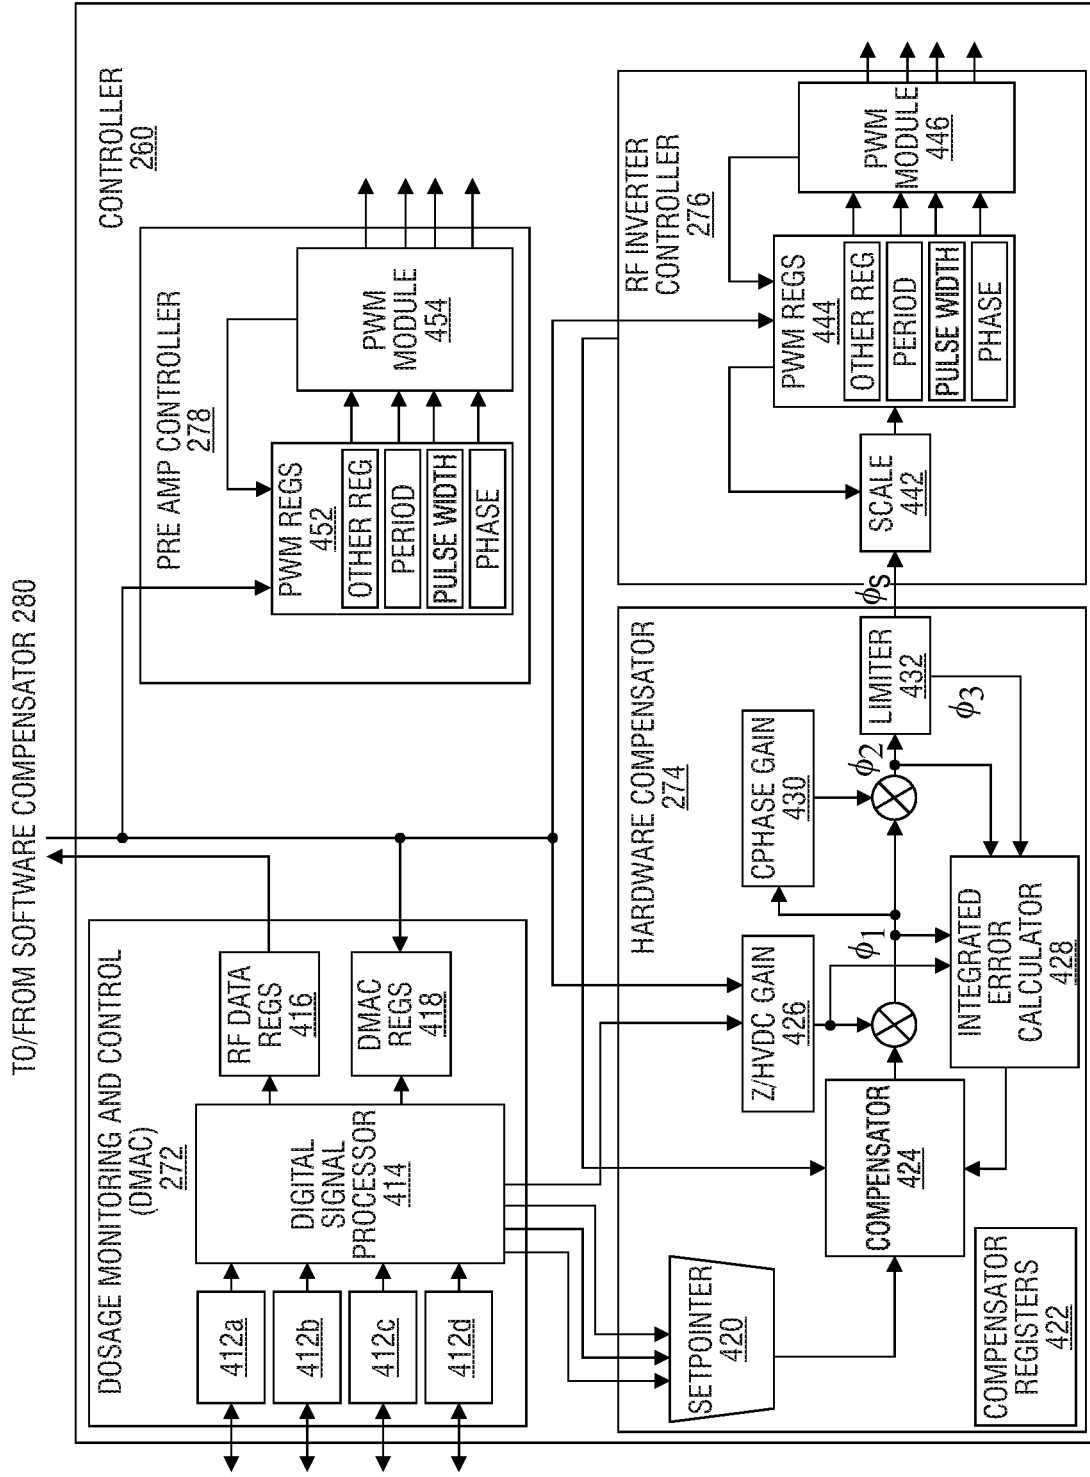 TO/FROM SOFTWARE COMPENSATOR 280
CONTROLLER
260
DOSAGE MONITORING AND CONTROL
(DMAC)
272
412a
412b
412c
412d
DIGITAL
SIGNAL
PROCESSOR
414
RF DATA
REGS
416
DMAC
REGS
418
PRE AMP CONTROLLER
278
PWM REGS
452
OTHER REG
PERIOD
PULSE WIDTH
PHASE
PWM
MODULE
454
HARDWARE COMPENSATOR
274
SETPOINTER
420
COMPENSATOR
REGISTERS
422
COMPENSATOR
424
Z/HVDC GAIN
426
ϕ1
INTEGRATED
ERROR
CALCULATOR
428
CPHASE GAIN
430
ϕ2
LIMITER
432
ϕ3
ϕS
RF INVERTER
CONTROLLER
276
SCALE
442
PWM REGS
444
OTHER REG
PERIOD
PULSE WIDTH
PHASE
PWM
MODULE
446